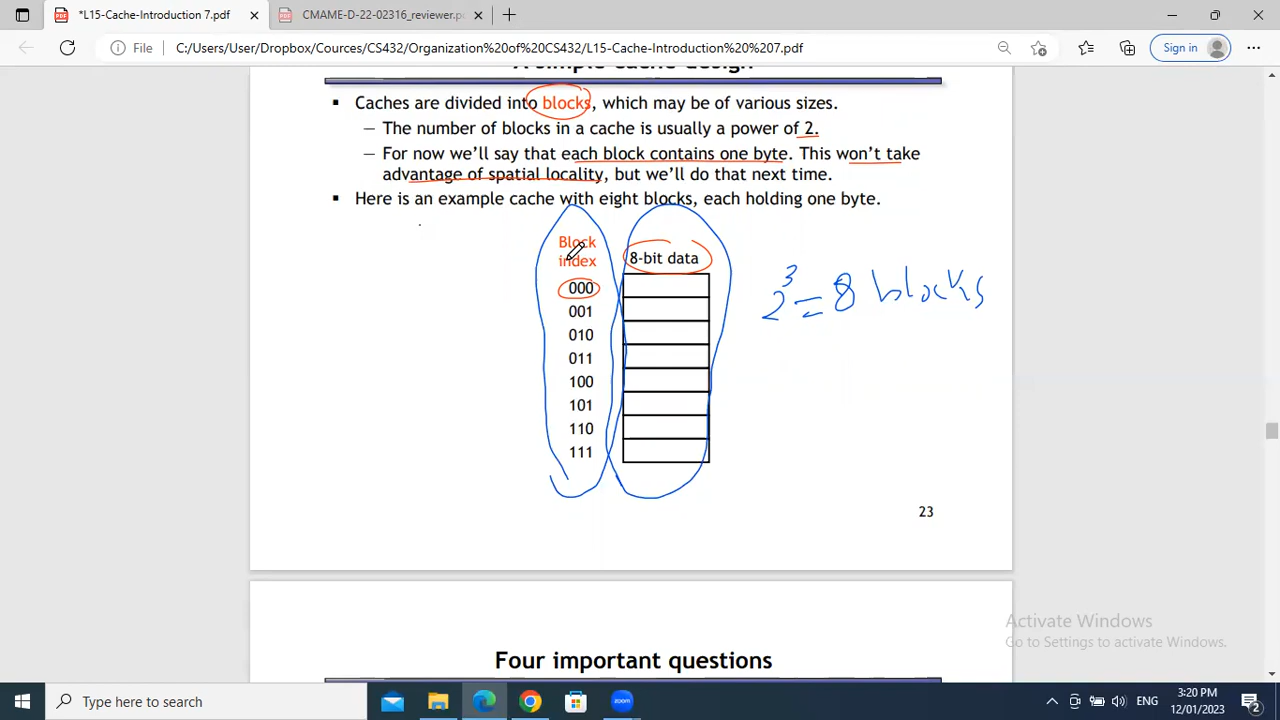 *L15-Cache-Introduction 7.pdf
CMAME-D-22-02316_reviewer.p
File
C:/Users/User/Dropbox/Cources/CS432/Organization%20of%20CS432/L15-Cache-Introduction%20%207.pdf
Sign in
A simple cache design
Caches are divided into blocks, which may be of various sizes.
— The number of blocks in a cache is usually a power of 2.
— For now we'll say that each block contains one byte. This won't take
advantage of spatial locality, but we'll do that next time.
Here is an example cache with eight blocks, each holding one byte.
Block
index
8-bit data
000
001
010
011
100
101
110
111
2³ = 8 blocks
23
Four important questions
Activate Windows
Go to Settings to activate Windows.
Type here to search
zoom
ENG
3:20 PM
12/01/2023
2